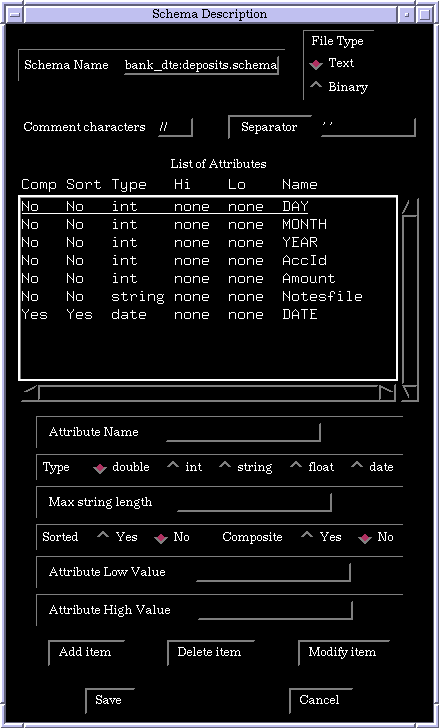 Schema Description
File Type
Schema Name bank_dte:deposits.schema
Text
Binary
Comment characters // Separator ' '
List of Attributes
Comp Sort Type Hi Lo Name
No No int none none DAY
No No int none none MONTH
No No int none none YEAR
No No int none none AccId
No No int none none Amount
No No string none none Notesfile
Yes Yes date none none DATE
Attribute Name
Type double int string float date
Max string length
Sorted Yes No Composite Yes No
Attribute Low Value
Attribute High Value
Add item Delete item Modify item
Save Cancel